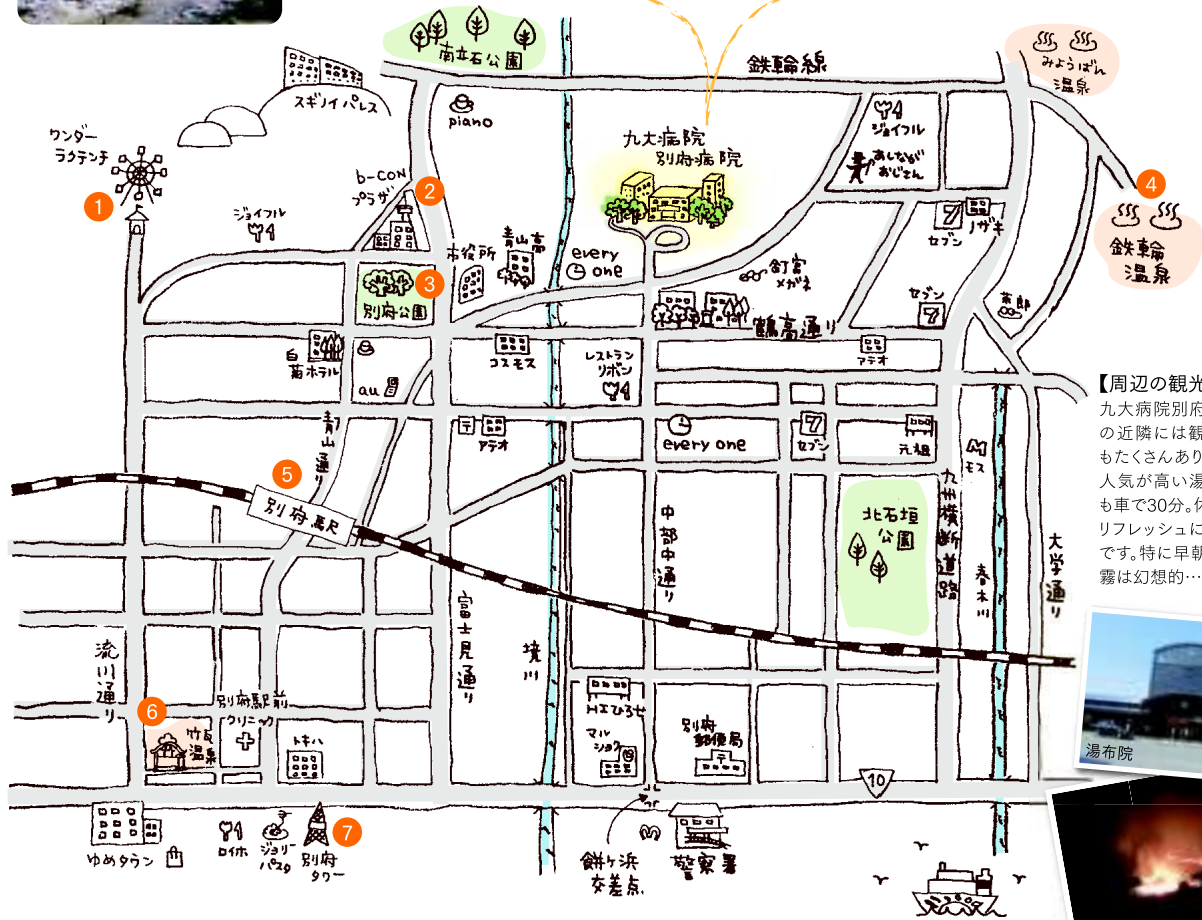 南立石公園
鉄輪線
みょうばん
温泉
スギノイパレス
piano
ジョイフル
あしなが
おじさん
九大病院
別府病院
ワンダー
ラクテンチ
1
b-CON
プラザ
2
4
鉄輪
温泉
ジョイフル
市役所
青山高
every
one
釘宮
メガネ
7
セブン
ノザキ
3
別府公園
セブン
7
茶郎
鶴高通り
白
菊ホテル
au
コスモス
レストラン
リボン
アテオ
青山通り
〒
アテオ
every one
7
セブン
元祖
M
モス
【周辺の観光
九大病院別府
の近隣には観
もたくさんあり
人気が高い湯
も車で30分。休
リフレッシュに
です。特に早朝
霧は幻想的…
5
別府駅
中部中通り
北石垣
公園
九州横断道路
春木川
大学通り
流川通り
富士見通り
境川
6
竹瓦
温泉
別府駅前
クリニック
トキハ
HIひろせ
マル
ショク
別府
郵便局
〒
10
湯布院
ゆめタウン
ロイホ
ジョリー
パスタ
別府
タワー
7
餅ヶ浜
交差点
警察署